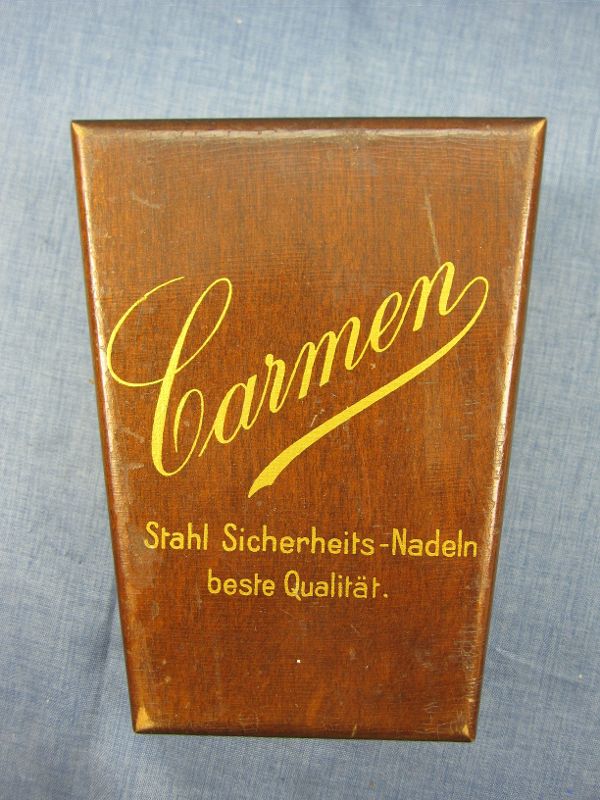 Carmen
Stahl Sicherheits-Nadeln
beste Qualität.